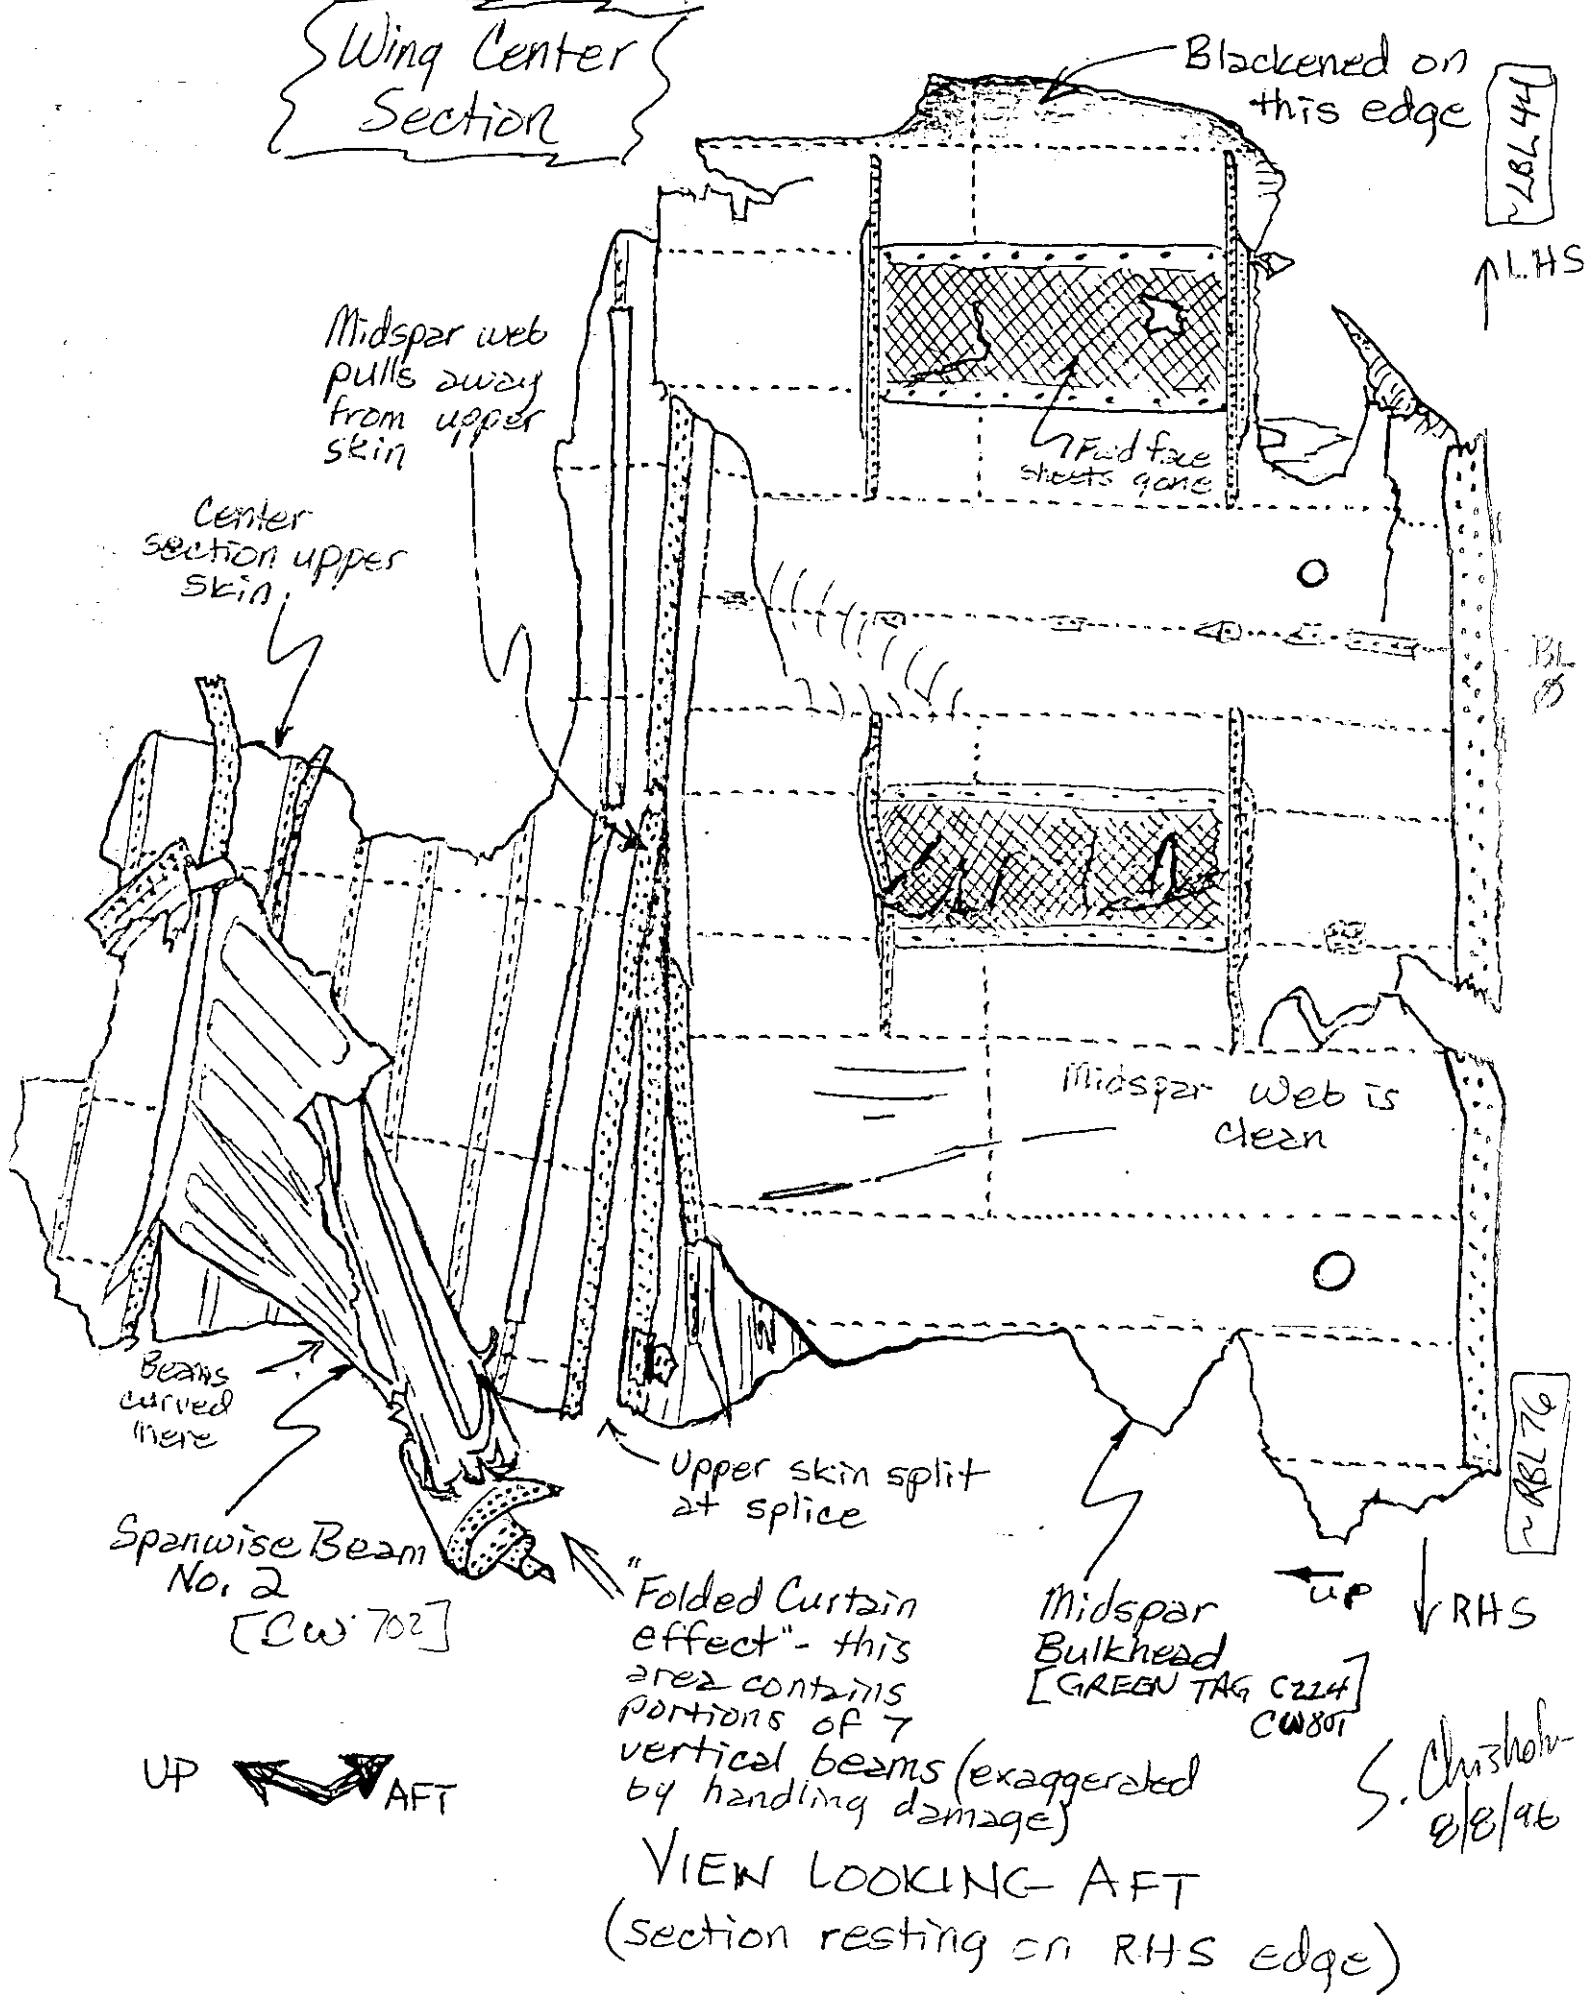 Wing Center
Section
Blackened on
this edge
~LBL 44
LHS
Midspar web
pulls away
from upper
skin
Fwd face
sheets gone
Center
section upper
skin
BL
Ø
Midspar Web is
clean
Beams
curved
here
Upper skin split
at splice
~RBL 76
Spanwise Beam
No. 2
[CW 702]
"Folded Curtain
effect" - this
area contains
portions of 7
vertical beams (exaggerated
by handling damage)
Midspar
Bulkhead
[GREEN TAG C224]
CW801
UP
RHS
UP
AFT
S. Chisholm
8/8/96
VIEW LOOKING AFT
(section resting on RHS edge)